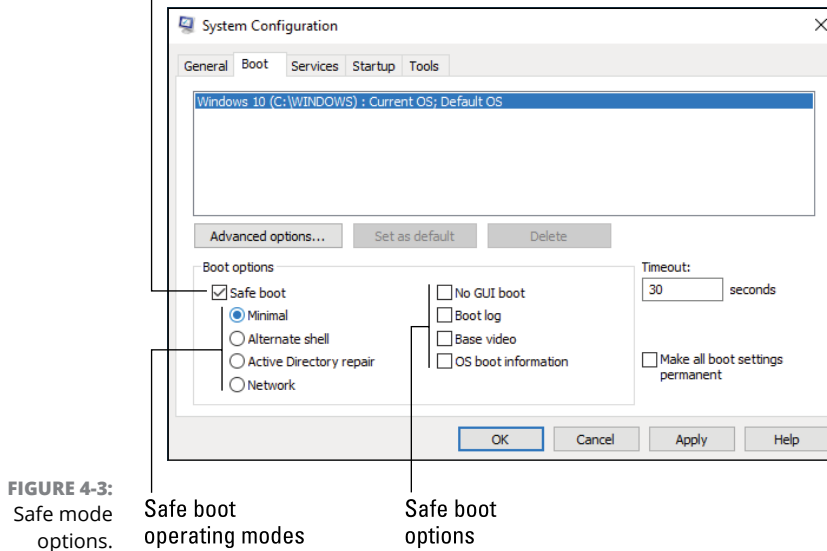 System Configuration
General Boot Services Startup Tools
Windows 10 (C:\WINDOWS) : Current OS; Default OS
Advanced options... Set as default Delete
Boot options
Timeout:
Safe boot
No GUI boot
30 seconds
Minimal
Boot log
Alternate shell
Base video
Active Directory repair
OS boot information
Make all boot settings
permanent
Network
OK Cancel Apply Help
FIGURE 4-3:
Safe mode
options.
Safe boot
operating modes
Safe boot
options